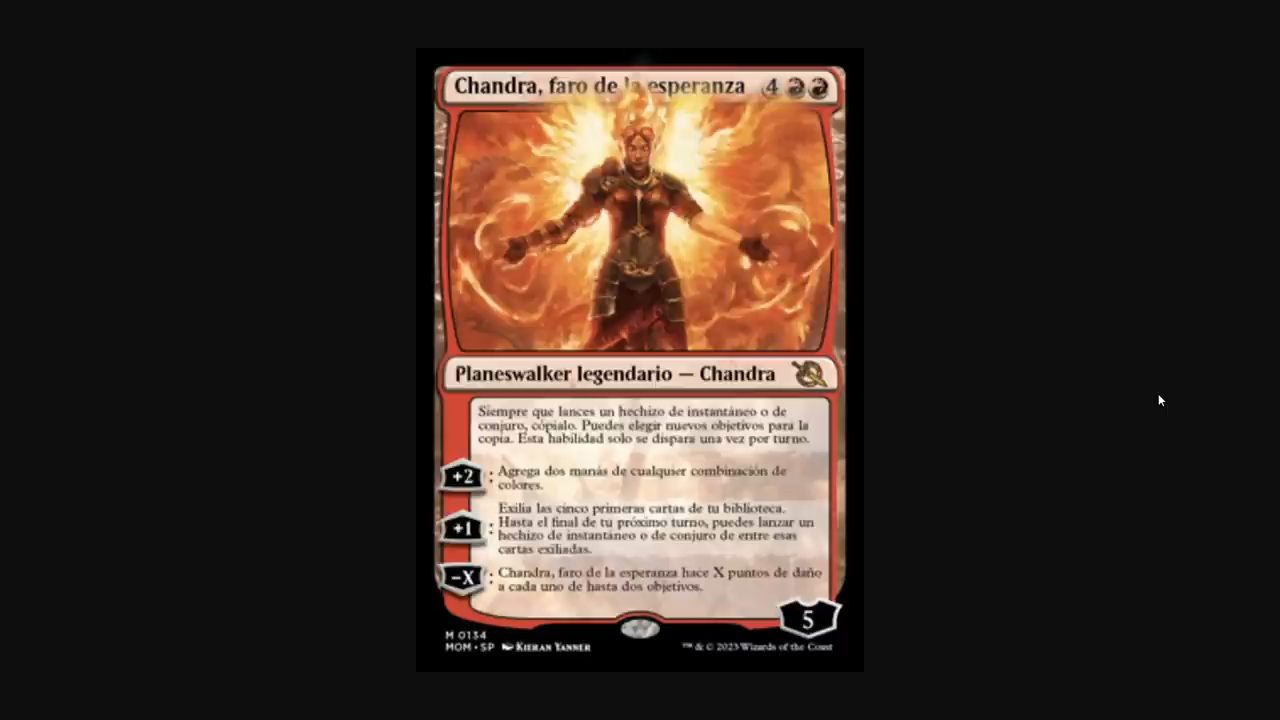 Chandra, faro de la esperanza 4
Planeswalker legendario — Chandra
Siempre que lances un hechizo de instantáneo o de
conjuro, cópialo. Puedes elegir nuevos objetivos para la
copia. Esta habilidad solo se dispara una vez por turno.
+2 : Agrega dos manás de cualquier combinación de
colores.
Exilia las cinco primeras cartas de tu biblioteca.
+1 : Hasta el final de tu próximo turno, puedes lanzar un
hechizo de instantáneo o de conjuro de entre esas
cartas exiliadas.
−X : Chandra, faro de la esperanza hace X puntos de daño
a cada uno de hasta dos objetivos.
5
M 0134
MOM • SP Kieran Yanner ™ & © 2023 Wizards of the Coast